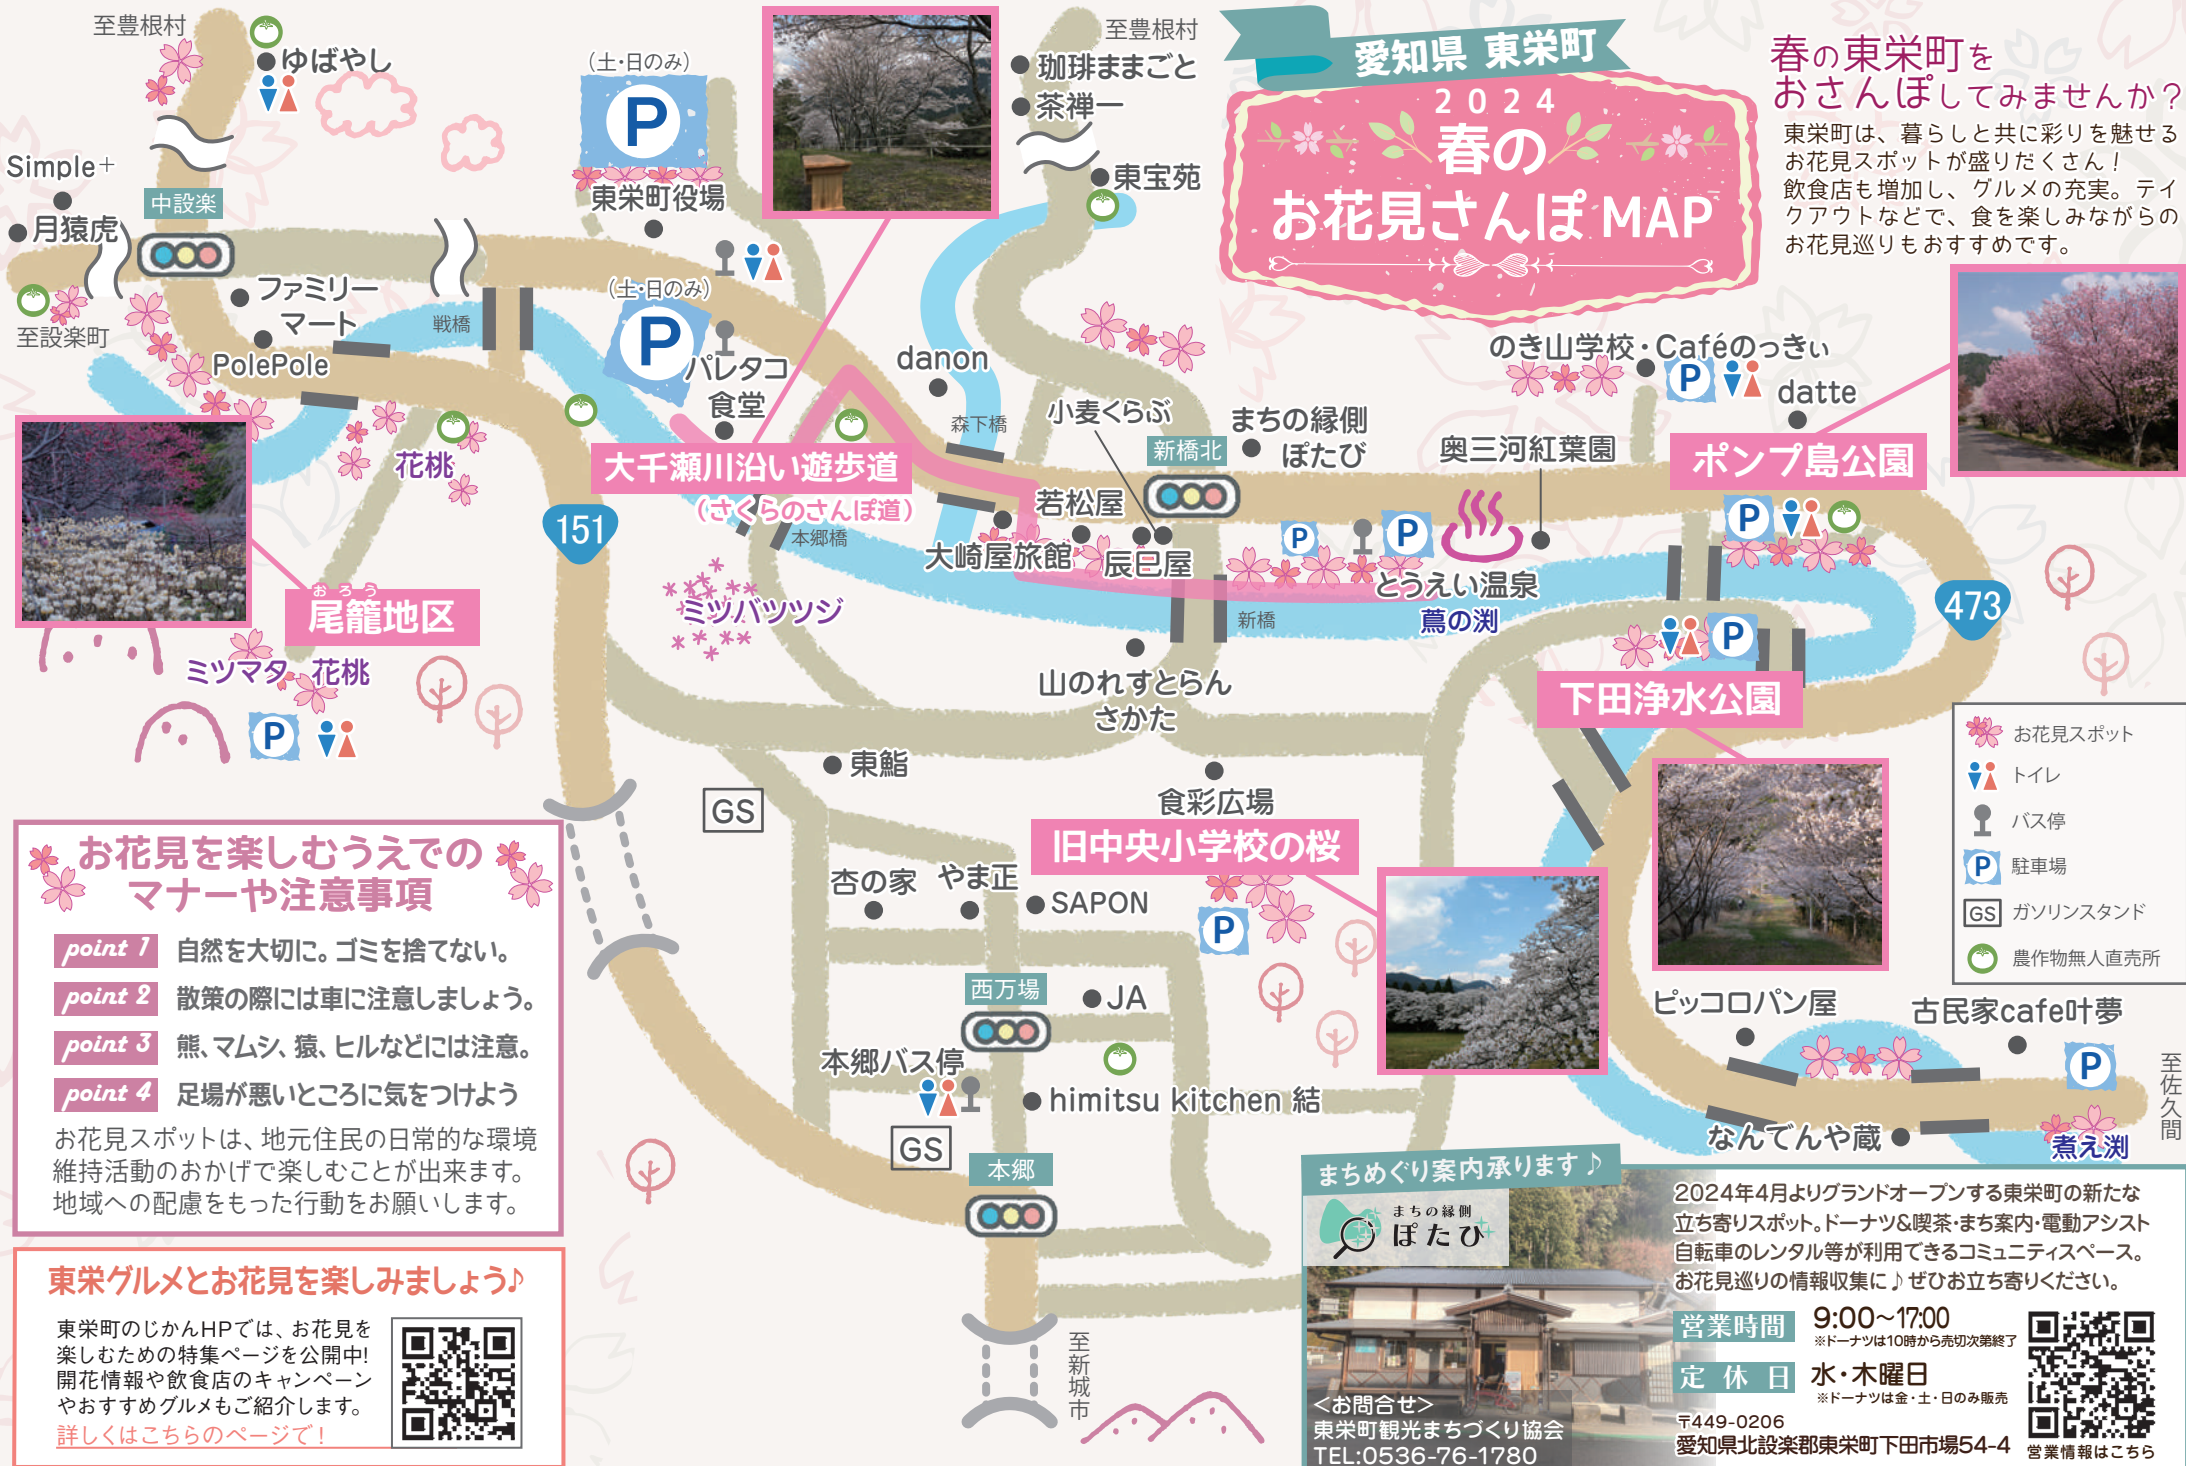 愛知県 東栄町
2024
春の
お花見さんぽMAP
春の東栄町を
おさんぽしてみませんか?
東栄町は、暮らしと共に彩りを魅せる
お花見スポットが盛りだくさん!
飲食店も増加し、グルメの充実。テイ
クアウトなどで、食を楽しみながらの
お花見巡りもおすすめです。
至豊根村
ゆばやし
Simple+
月猿虎
中設楽
至設楽町
ファミリー
マート
PolePole
戦橋
(土・日のみ)
P
東栄町役場
(土・日のみ)
P
パレタコ
食堂
至豊根村
珈琲ままごと
茶禅一
東宝苑
danon
森下橋
小麦くらぶ
新橋北
まちの縁側
ぽたび
奥三河紅葉園
のき山学校・Caféのっきぃ
P
datte
ポンプ島公園
P
花桃
151
大千瀬川沿い遊歩道
(さくらのさんぽ道)
本郷橋
若松屋
大崎屋旅館
辰巳屋
P
P
とうえい温泉
蔦の渕
新橋
473
おろう
尾籠地区
ミツマタ 花桃
P
ミツバツツジ
山のれすとらん
さかた
P
下田浄水公園
お花見スポット
トイレ
バス停
P 駐車場
GS ガソリンスタンド
農作物無人直売所
東鮨
GS
食彩広場
旧中央小学校の桜
P
杏の家
やま正
SAPON
西万場
JA
本郷バス停
himitsu kitchen 結
GS
本郷
至新城市
ピッコロパン屋
古民家cafe叶夢
P
至佐久間
なんでんや蔵
煮え渕
お花見を楽しむうえでの
マナーや注意事項
point 1 自然を大切に。ゴミを捨てない。
point 2 散策の際には車に注意しましょう。
point 3 熊、マムシ、猿、ヒルなどには注意。
point 4 足場が悪いところに気をつけよう
お花見スポットは、地元住民の日常的な環境
維持活動のおかげで楽しむことが出来ます。
地域への配慮をもった行動をお願いします。
東栄グルメとお花見を楽しみましょう♪
東栄町のじかんHPでは、お花見を
楽しむための特集ページを公開中!
開花情報や飲食店のキャンペーン
やおすすめグルメもご紹介します。
詳しくはこちらのページで!
まちめぐり案内承ります♪
まちの縁側
ぽたび
<お問合せ>
東栄町観光まちづくり協会
TEL:0536-76-1780
2024年4月よりグランドオープンする東栄町の新たな
立ち寄りスポット。ドーナツ&喫茶・まち案内・電動アシスト
自転車のレンタル等が利用できるコミュニティスペース。
お花見巡りの情報収集に♪ぜひお立ち寄りください。
営業時間 9:00~17:00
※ドーナツは10時から売切次第終了
定休日 水・木曜日
※ドーナツは金・土・日のみ販売
〒449-0206
愛知県北設楽郡東栄町下田市場54-4
営業情報はこちら